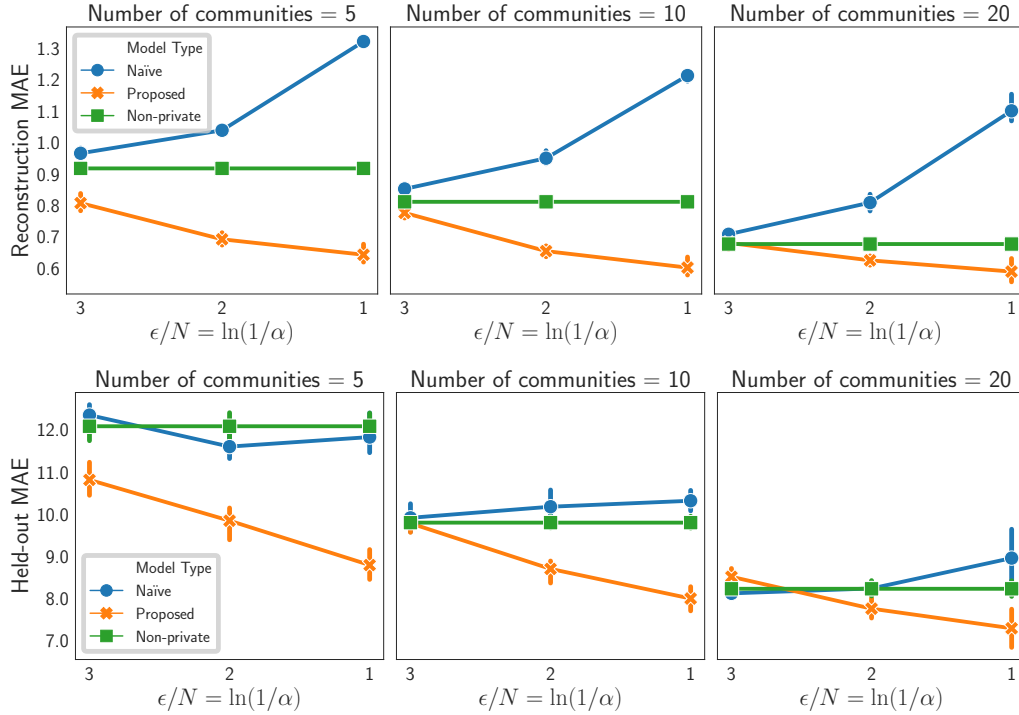 Number of communities = 5
Number of communities = 10
Number of communities = 20
Reconstruction MAE
1.3
1.2
1.1
1.0
0.9
0.8
0.7
0.6
Model Type
Naïve
Proposed
Non-private
3 2 1
3 2 1
3 2 1
ϵ/N = ln(1/α)
ϵ/N = ln(1/α)
ϵ/N = ln(1/α)
Number of communities = 5
Number of communities = 10
Number of communities = 20
Held-out MAE
12.0
11.0
10.0
9.0
8.0
7.0
Model Type
Naïve
Proposed
Non-private
3 2 1
3 2 1
3 2 1
ϵ/N = ln(1/α)
ϵ/N = ln(1/α)
ϵ/N = ln(1/α)